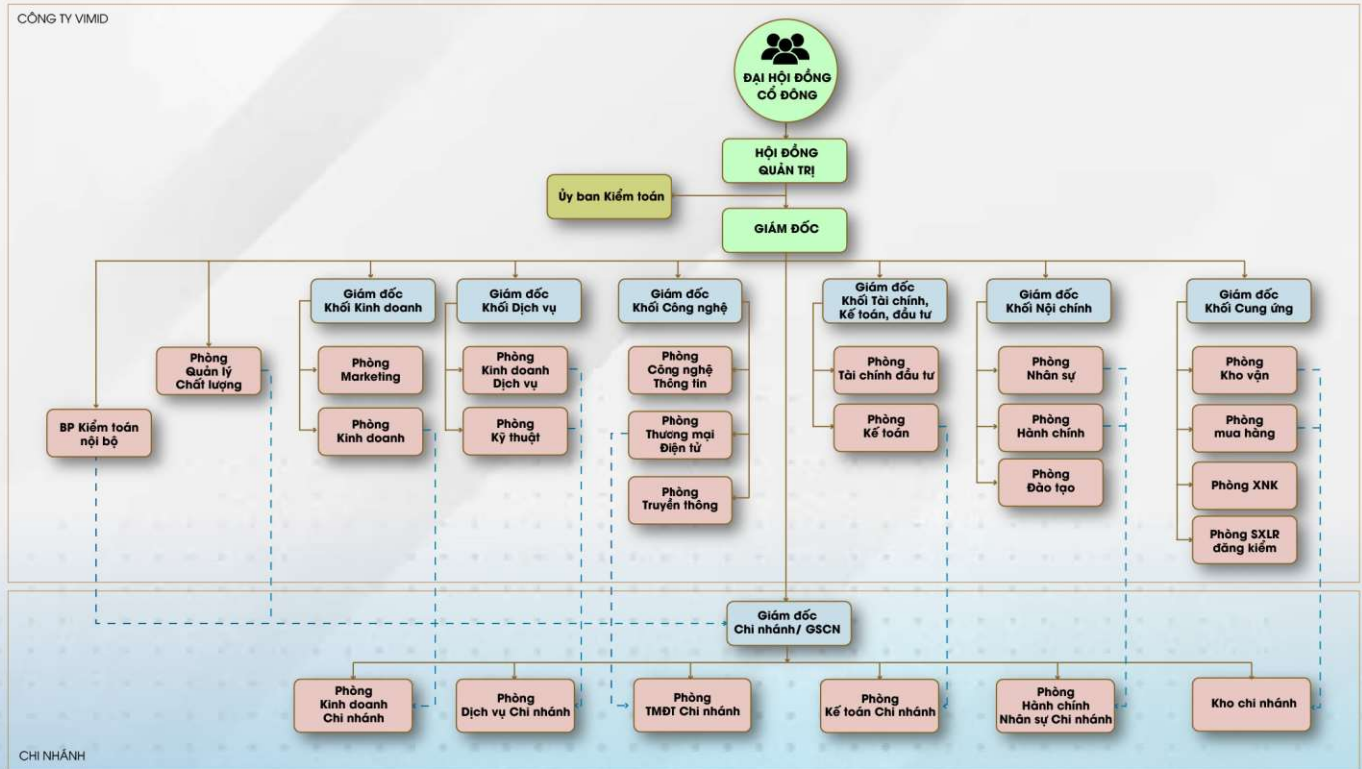 CÔNG TY VIMID
ĐẠI HỘI ĐỒNG
CỔ ĐÔNG
HỘI ĐỒNG
QUẢN TRỊ
Ủy ban Kiểm toán
GIÁM ĐỐC
Giám đốc
Khối Kinh doanh
Giám đốc
Khối Dịch vụ
Giám đốc
Khối Công nghệ
Giám đốc
Khối Tài chính,
Kế toán, đầu tư
Giám đốc
Khối Nội chính
Giám đốc
Khối Cung ứng
BP Kiểm toán
nội bộ
Phòng
Quản lý
Chất lượng
Phòng
Marketing
Phòng
Kinh doanh
Phòng
Kinh doanh
Dịch vụ
Phòng
Kỹ thuật
Phòng
Công nghệ
Thông tin
Phòng
Thương mại
Điện tử
Phòng
Truyền thông
Phòng
Tài chính đầu tư
Phòng
Kế toán
Phòng
Nhân sự
Phòng
Hành chính
Phòng
Đào tạo
Phòng
Kho vận
Phòng
mua hàng
Phòng XNK
Phòng SXLR
đăng kiểm
Giám đốc
Chi nhánh/ GSCN
Phòng
Kinh doanh
Chi nhánh
Phòng
Dịch vụ Chi nhánh
Phòng
TMĐT Chi nhánh
Phòng
Kế toán Chi nhánh
Phòng
Hành chính
Nhân sự Chi nhánh
Kho chi nhánh
CHI NHÁNH